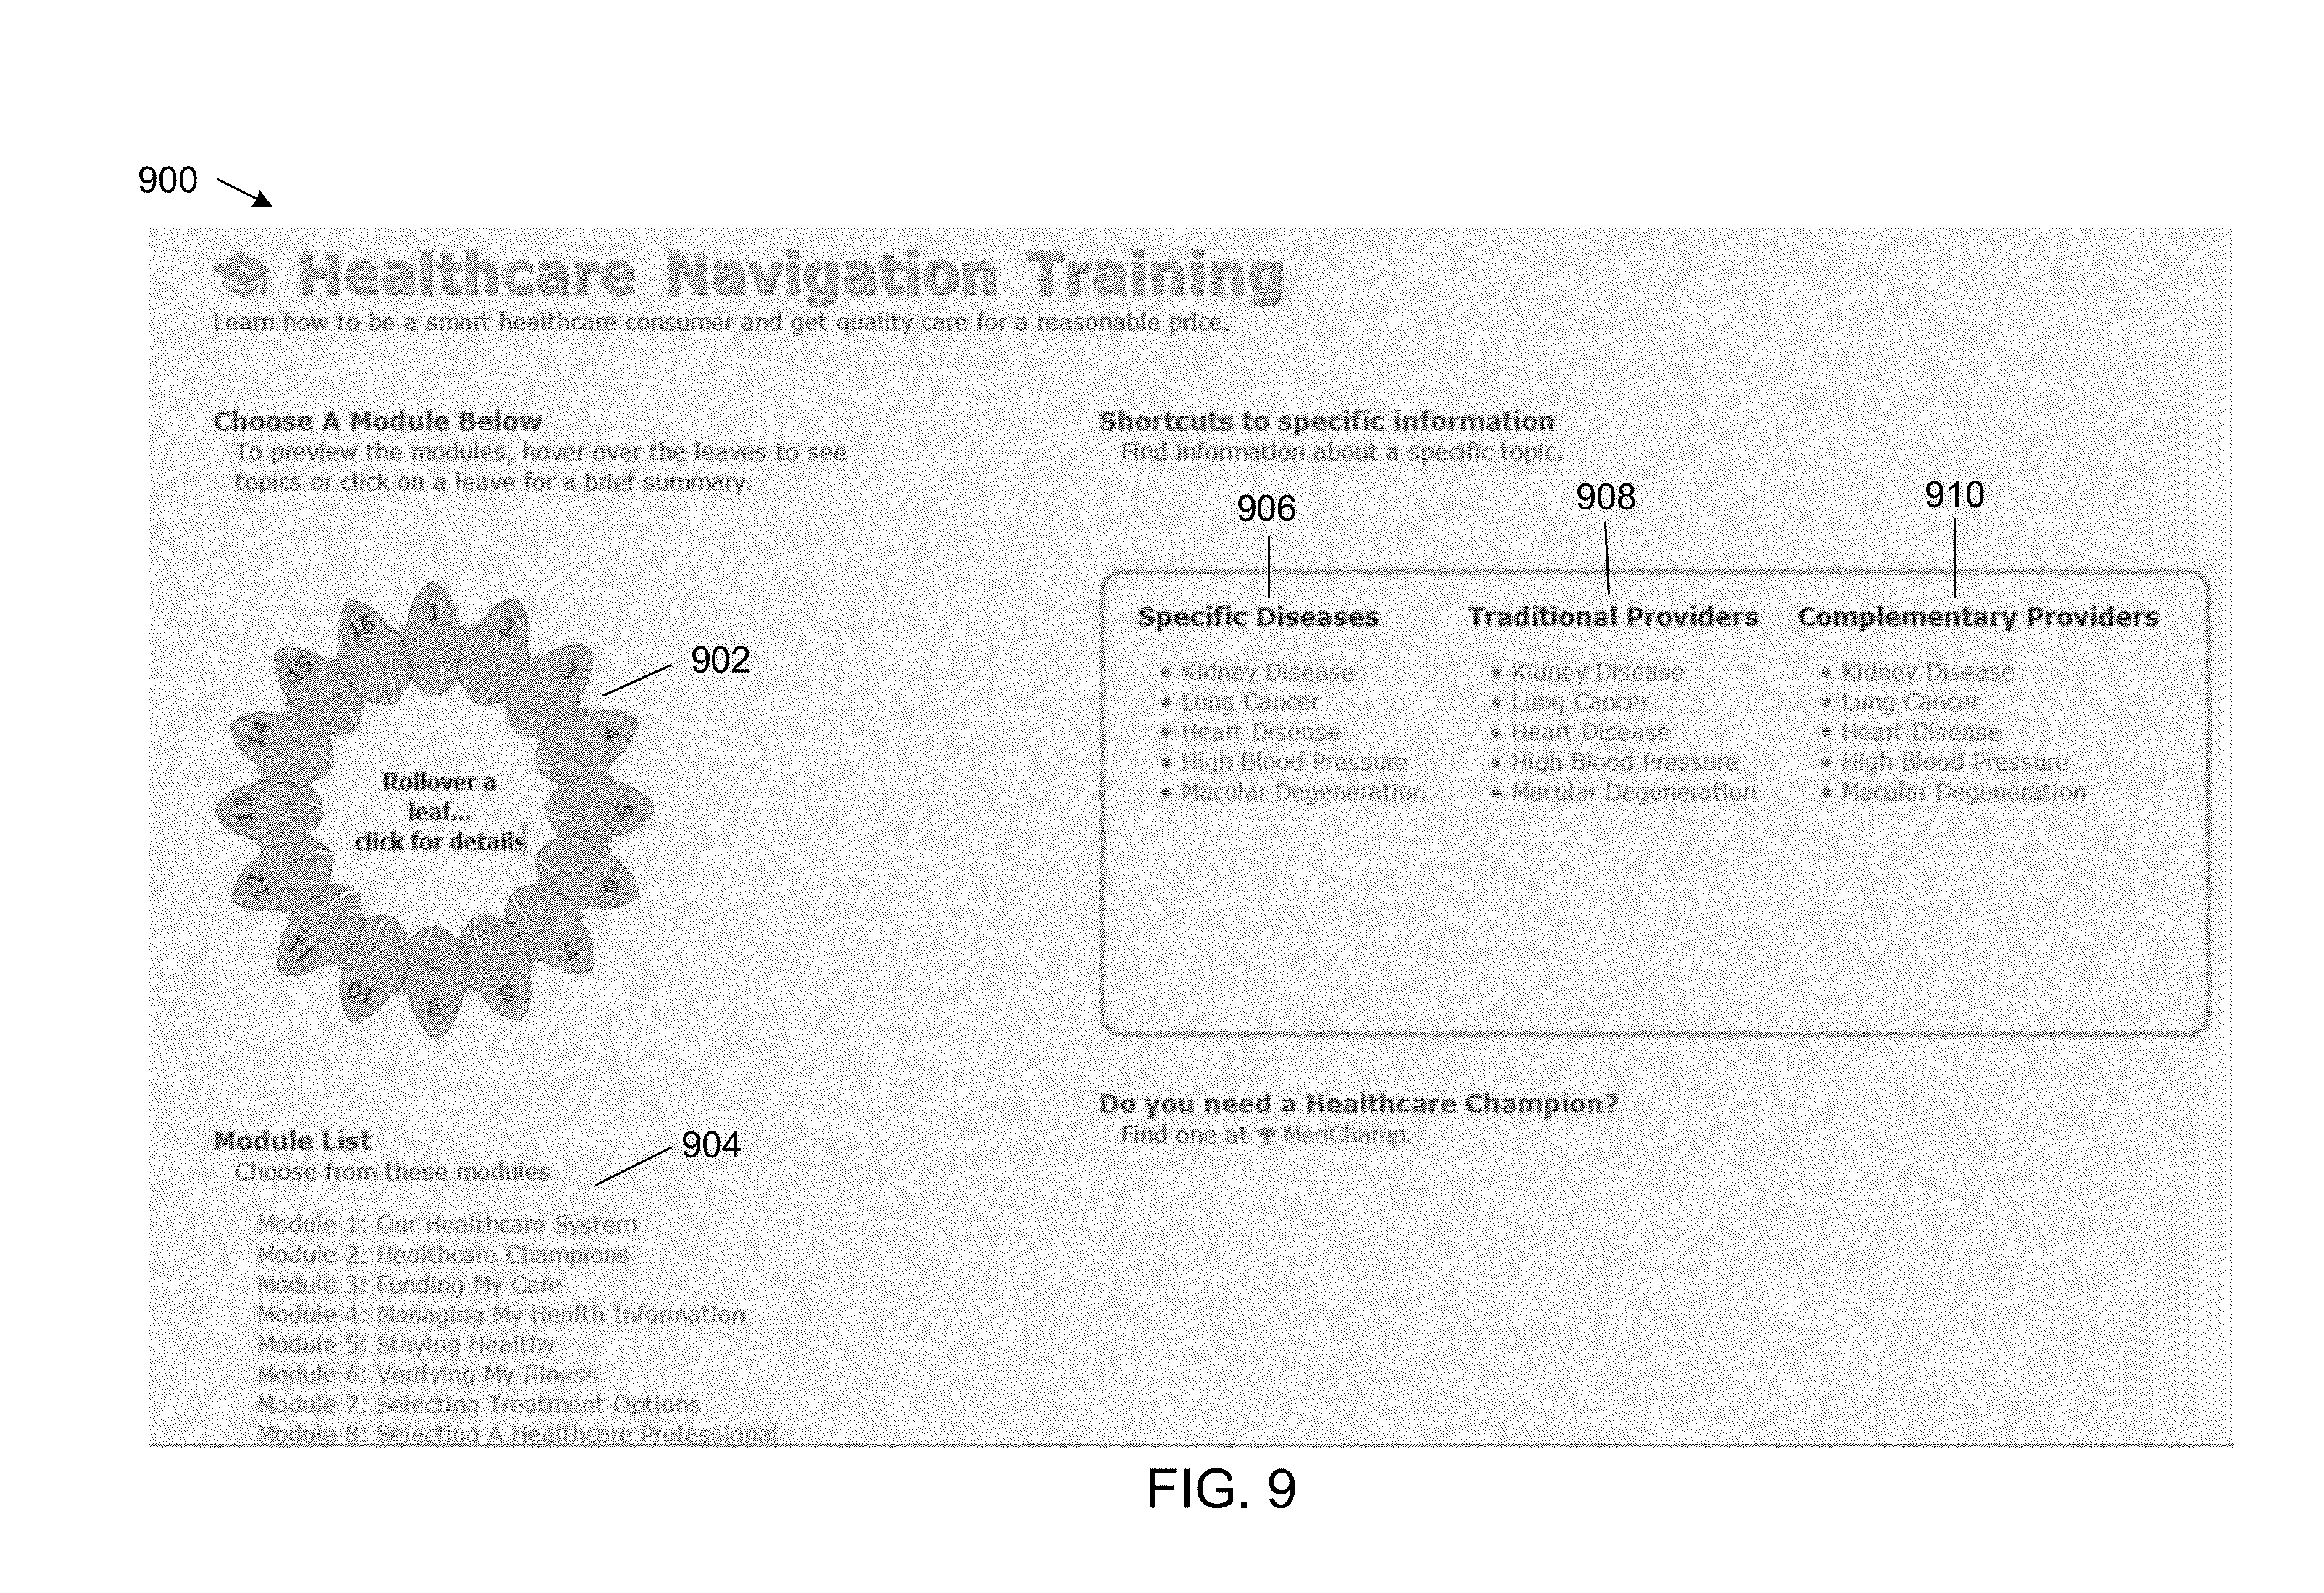 900
Healthcare Navigation Training
Learn how to be a smart healthcare consumer and get quality care for a reasonable price.
Choose A Module Below
To preview the modules, hover over the leaves to see
topics or click on a leave for a brief summary.
1
2
3
4
5
6
7
8
9
10
11
12
13
14
15
16
902
Rollover a
leaf...
click for details
Module List
Choose from these modules
904
Module 1: Our Healthcare System
Module 2: Healthcare Champions
Module 3: Funding My Care
Module 4: Managing My Health Information
Module 5: Staying Healthy
Module 6: Verifying My Illness
Module 7: Selecting Treatment Options
Module 8: Selecting A Healthcare Professional
Shortcuts to specific information
Find information about a specific topic.
906
908
910
Specific Diseases
• Kidney Disease
• Lung Cancer
• Heart Disease
• High Blood Pressure
• Macular Degeneration
Traditional Providers
• Kidney Disease
• Lung Cancer
• Heart Disease
• High Blood Pressure
• Macular Degeneration
Complementary Providers
• Kidney Disease
• Lung Cancer
• Heart Disease
• High Blood Pressure
• Macular Degeneration
Do you need a Healthcare Champion?
Find one at MedChamp.
FIG. 9